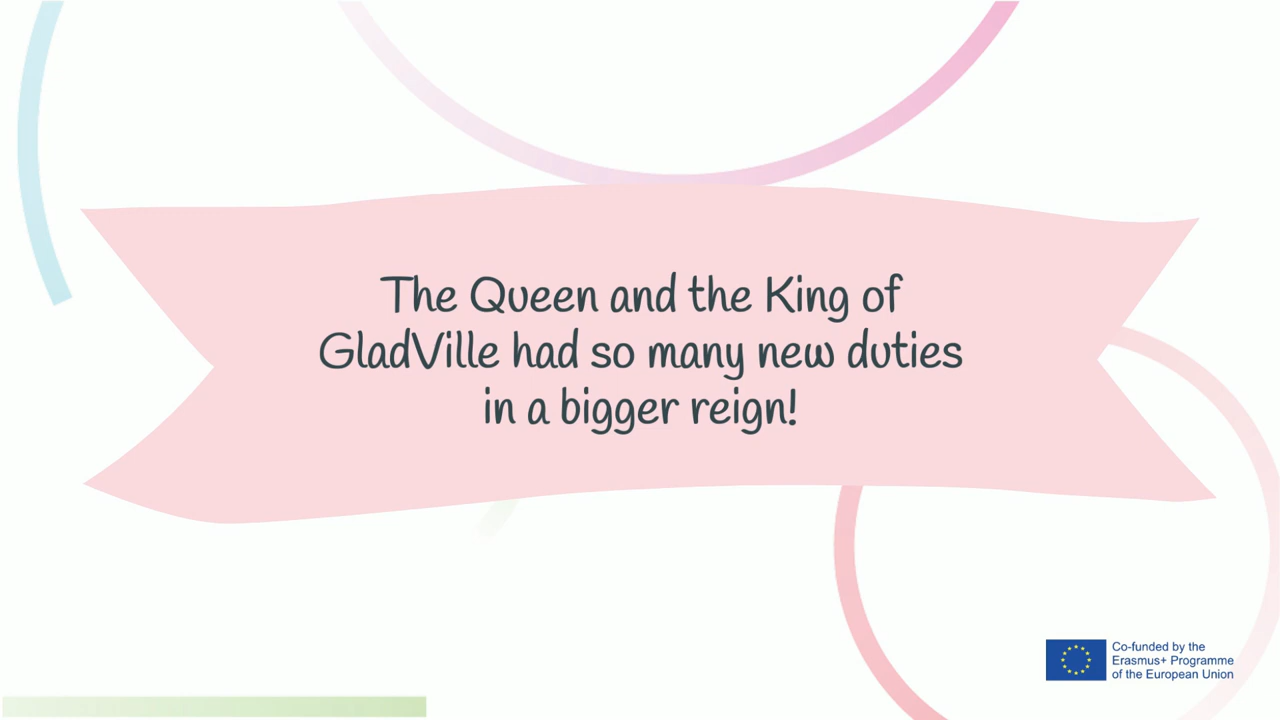 The Queen and the King of
GladVille had so many new duties
in a bigger reign!
Co-funded by the
Erasmus+ Programme
of the European Union